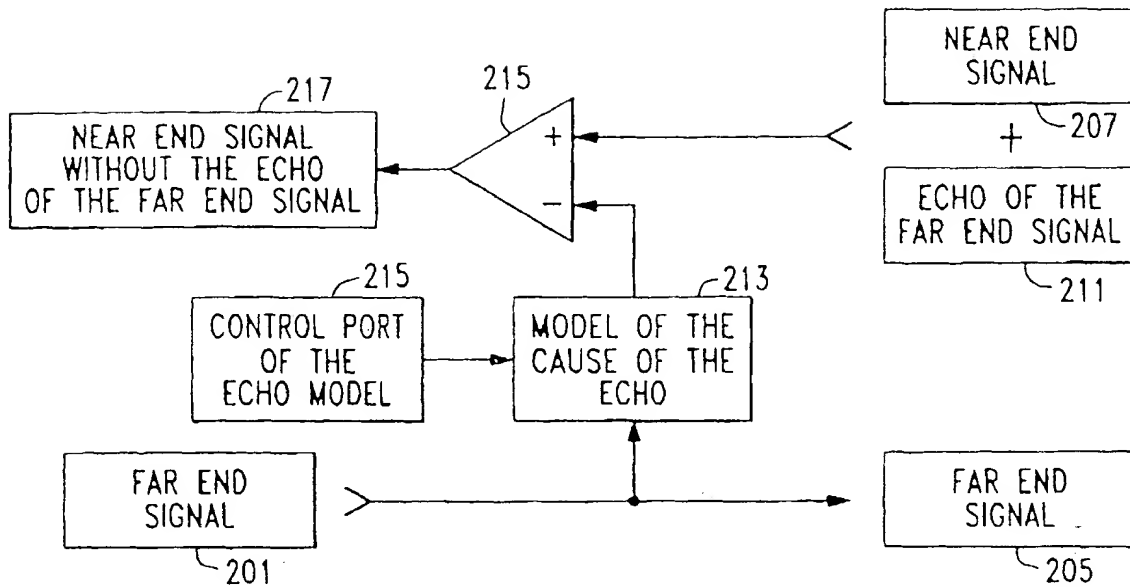 NEAR END
SIGNAL
207
+
ECHO OF THE
FAR END SIGNAL
211
215
+
−
217
NEAR END SIGNAL
WITHOUT THE ECHO
OF THE FAR END SIGNAL
215
CONTROL PORT
OF THE
ECHO MODEL
213
MODEL OF THE
CAUSE OF THE
ECHO
FAR END
SIGNAL
201
FAR END
SIGNAL
205